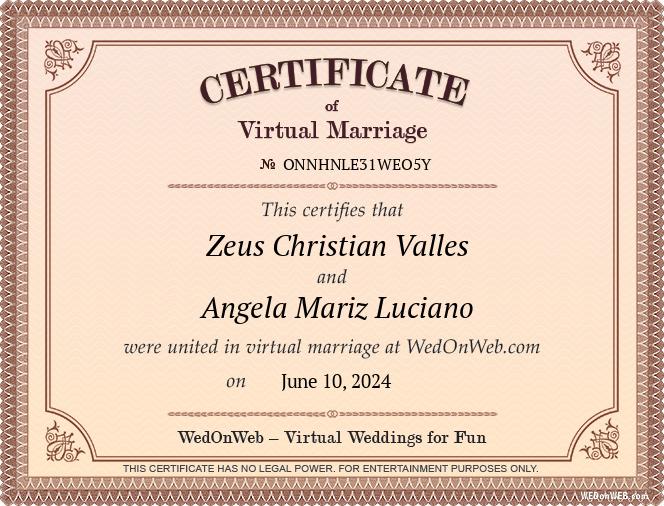 CERTIFICATE
of
Virtual Marriage
№ ONNHNLE31WEO5Y
This certifies that
Zeus Christian Valles
and
Angela Mariz Luciano
were united in virtual marriage at WedOnWeb.com
on June 10, 2024
WedOnWeb – Virtual Weddings for Fun
THIS CERTIFICATE HAS NO LEGAL POWER. FOR ENTERTAINMENT PURPOSES ONLY.
WEDonWEB.com